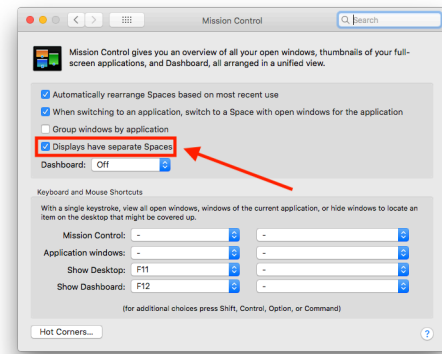 Mission Control
Search
Mission Control gives you an overview of all your open windows, thumbnails of your full-
screen applications, and Dashboard, all arranged in a unified view.
Automatically rearrange Spaces based on most recent use
When switching to an application, switch to a Space with open windows for the application
Group windows by application
Displays have separate Spaces
Dashboard: Off
Keyboard and Mouse Shortcuts
With a single keystroke, view all open windows, windows of the current application, or hide windows to locate an
item on the desktop that might be covered up.
Mission Control: - -
Application windows: - -
Show Desktop: F11 -
Show Dashboard: F12 -
(for additional choices press Shift, Control, Option, or Command)
Hot Corners... ?